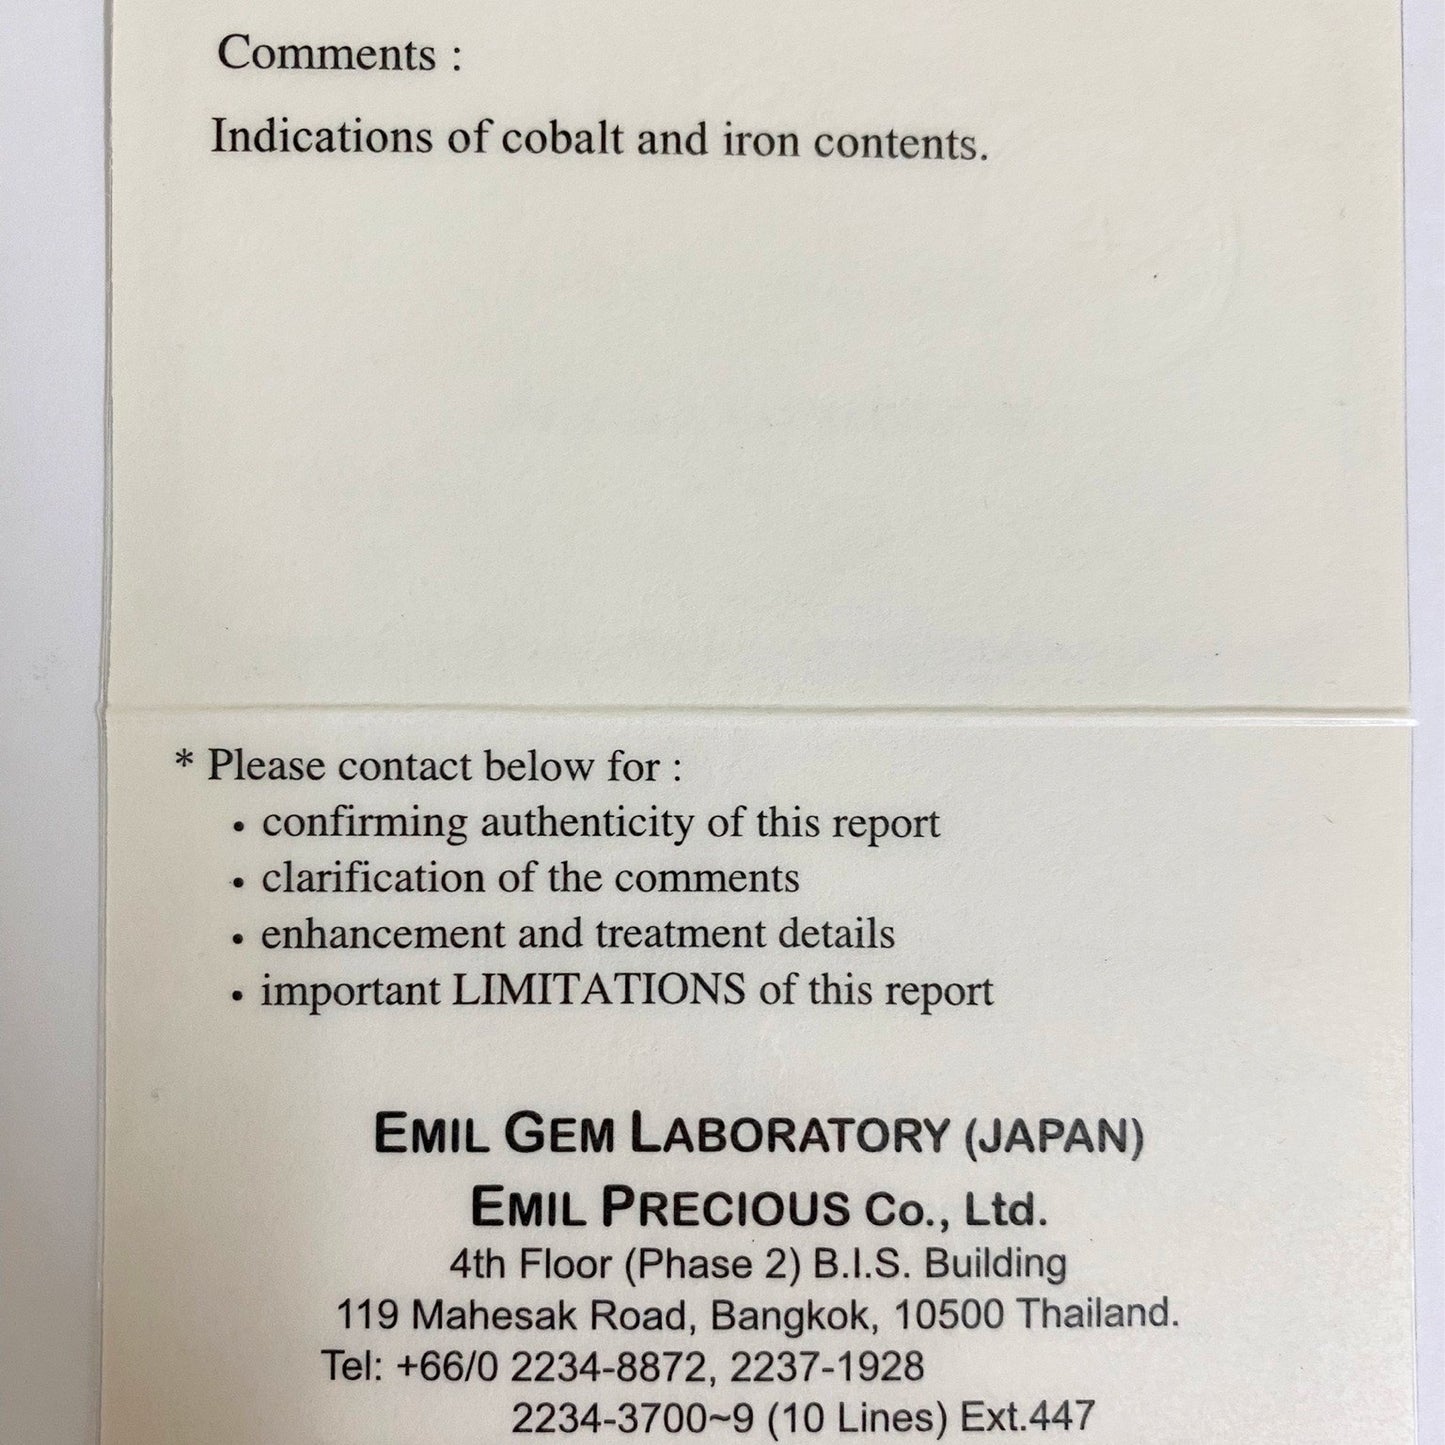 Comments :
Indications of cobalt and iron contents.
* Please contact below for :
• confirming authenticity of this report
• clarification of the comments
• enhancement and treatment details
• important LIMITATIONS of this report
EMIL GEM LABORATORY (JAPAN)
EMIL PRECIOUS Co., Ltd.
4th Floor (Phase 2) B.I.S. Building
119 Mahesak Road, Bangkok, 10500 Thailand.
Tel: +66/0 2234-8872, 2237-1928
2234-3700~9 (10 Lines) Ext.447